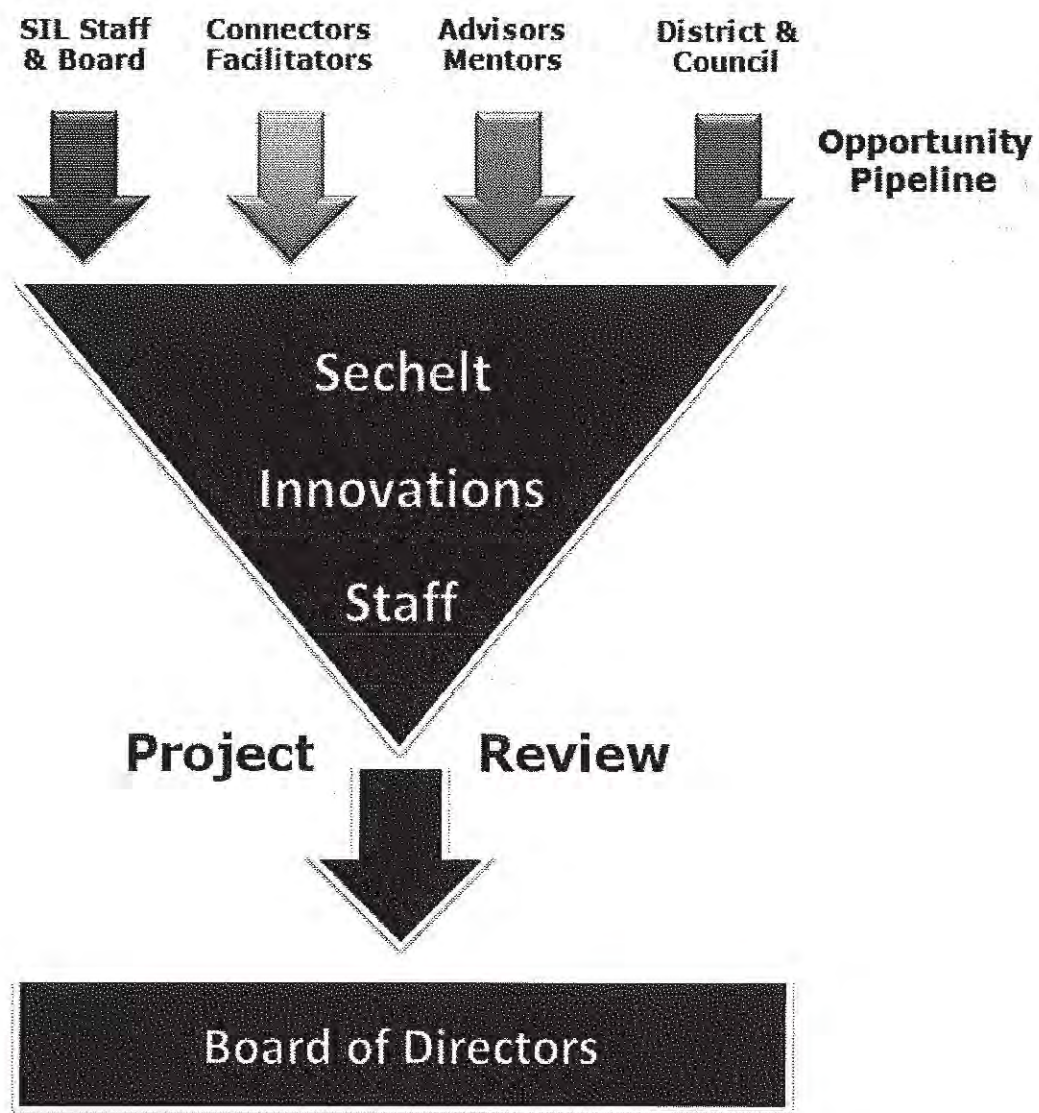 SIL Staff
& Board
Connectors
Facilitators
Advisors
Mentors
District &
Council
Opportunity
Pipeline
Sechelt
Innovations
Staff
Project Review
Board of Directors